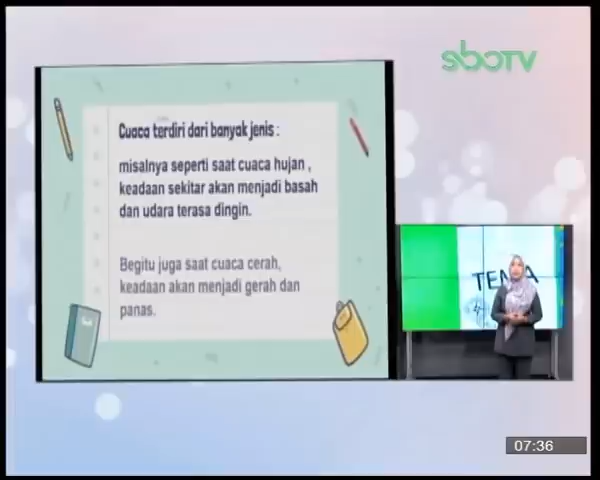 sbotv
Cuaca terdiri dari banyak jenis :
misalnya seperti saat cuaca hujan ,
keadaan sekitar akan menjadi basah
dan udara terasa dingin.
Begitu juga saat cuaca cerah,
keadaan akan menjadi gerah dan
panas.
07:36